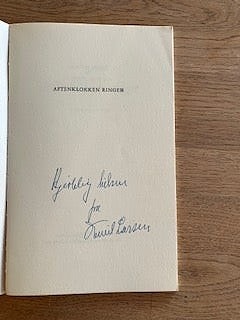 AFTENKLOKKEN RINGER
Hjertelig hilsen
fra
Larsen